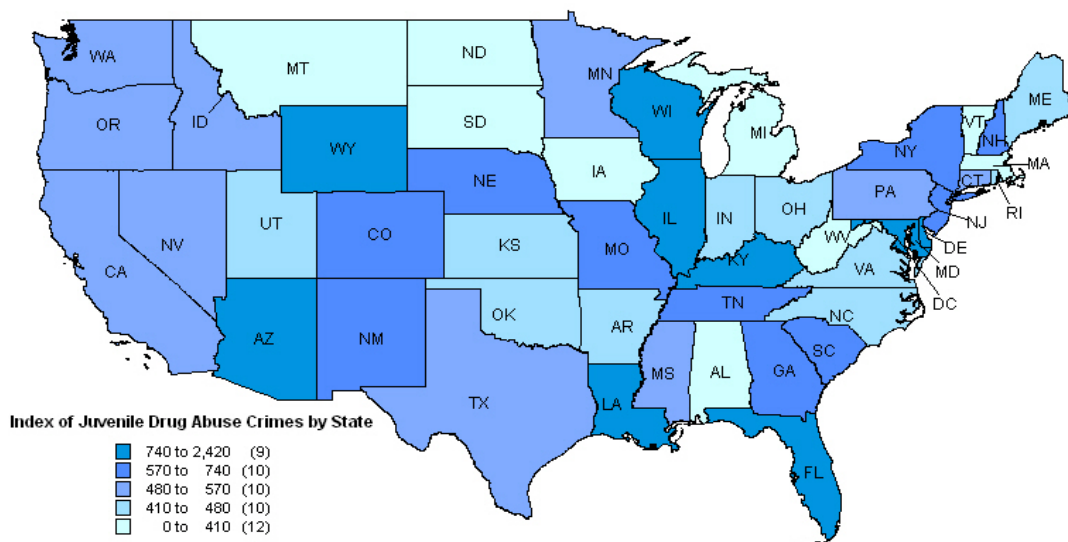 WA
MT
ND
MN
ME
OR
ID
SD
WI
MI
VT
NH
NY
WY
MA
IA
NE
PA
CT
RI
NV
UT
CO
IL
IN
OH
NJ
KS
MO
WV
DE
CA
KY
VA
MD
DC
TN
NC
AZ
NM
OK
AR
SC
MS
AL
GA
TX
LA
FL
Index of Juvenile Drug Abuse Crimes by State
740 to 2,420 (9)
570 to 740 (10)
480 to 570 (10)
410 to 480 (10)
0 to 410 (12)